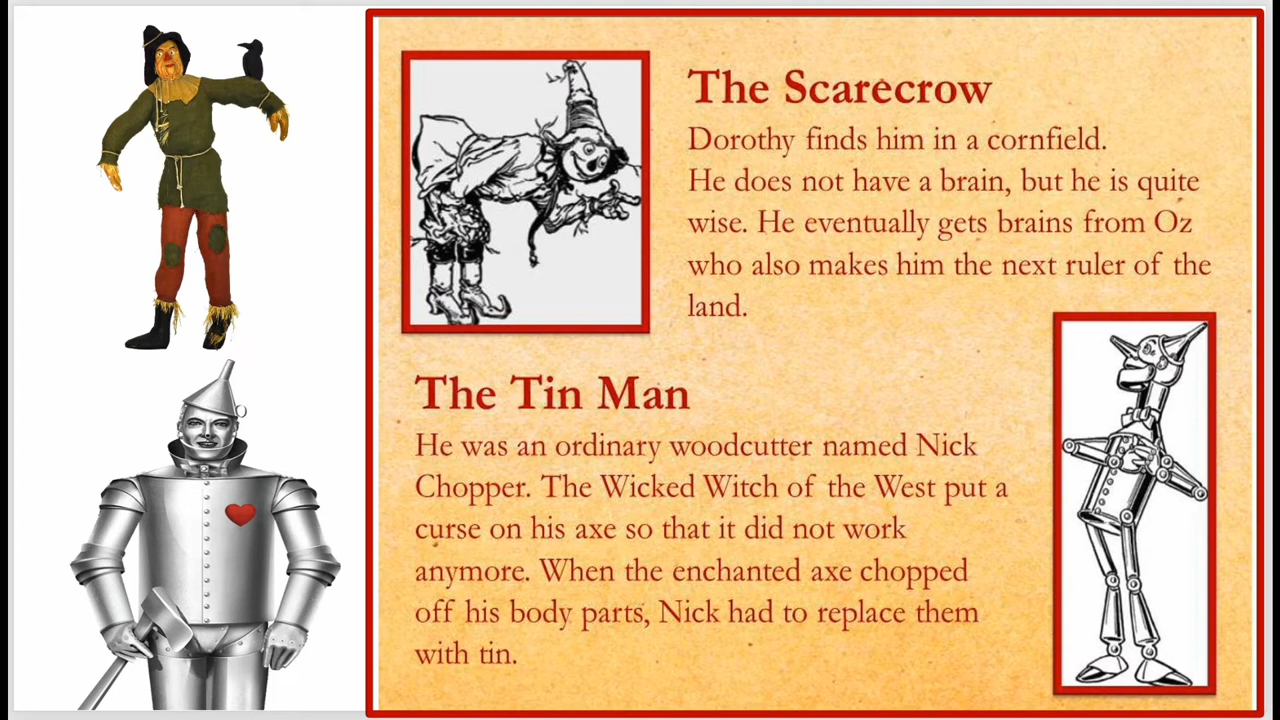 The Scarecrow
Dorothy finds him in a cornfield.
He does not have a brain, but he is quite
wise. He eventually gets brains from Oz
who also makes him the next ruler of the
land.
The Tin Man
He was an ordinary woodcutter named Nick
Chopper. The Wicked Witch of the West put a
curse on his axe so that it did not work
anymore. When the enchanted axe chopped
off his body parts, Nick had to replace them
with tin.